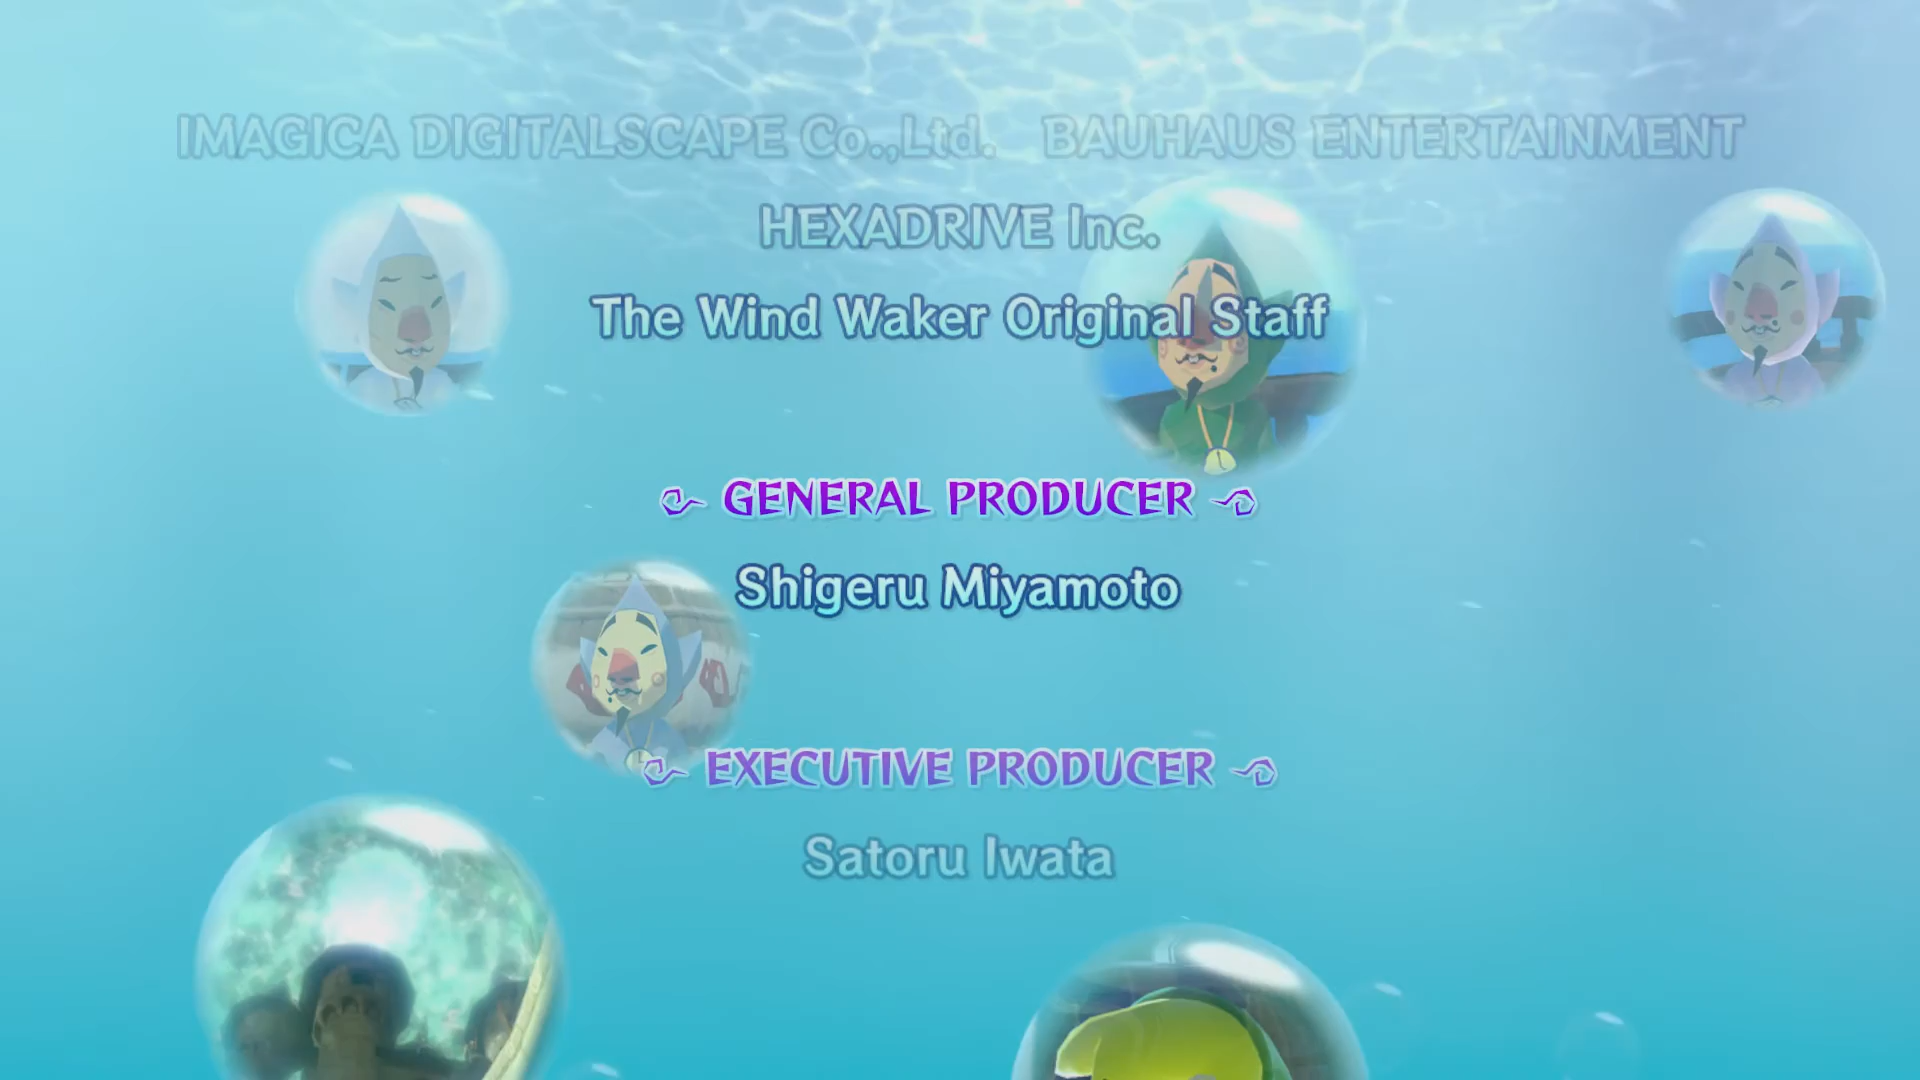 IMAGICA DIGITALSCAPE Co.,Ltd. BAUHAUS ENTERTAINMENT
HEXADRIVE Inc.
The Wind Waker Original Staff
GENERAL PRODUCER
Shigeru Miyamoto
EXECUTIVE PRODUCER
Satoru Iwata